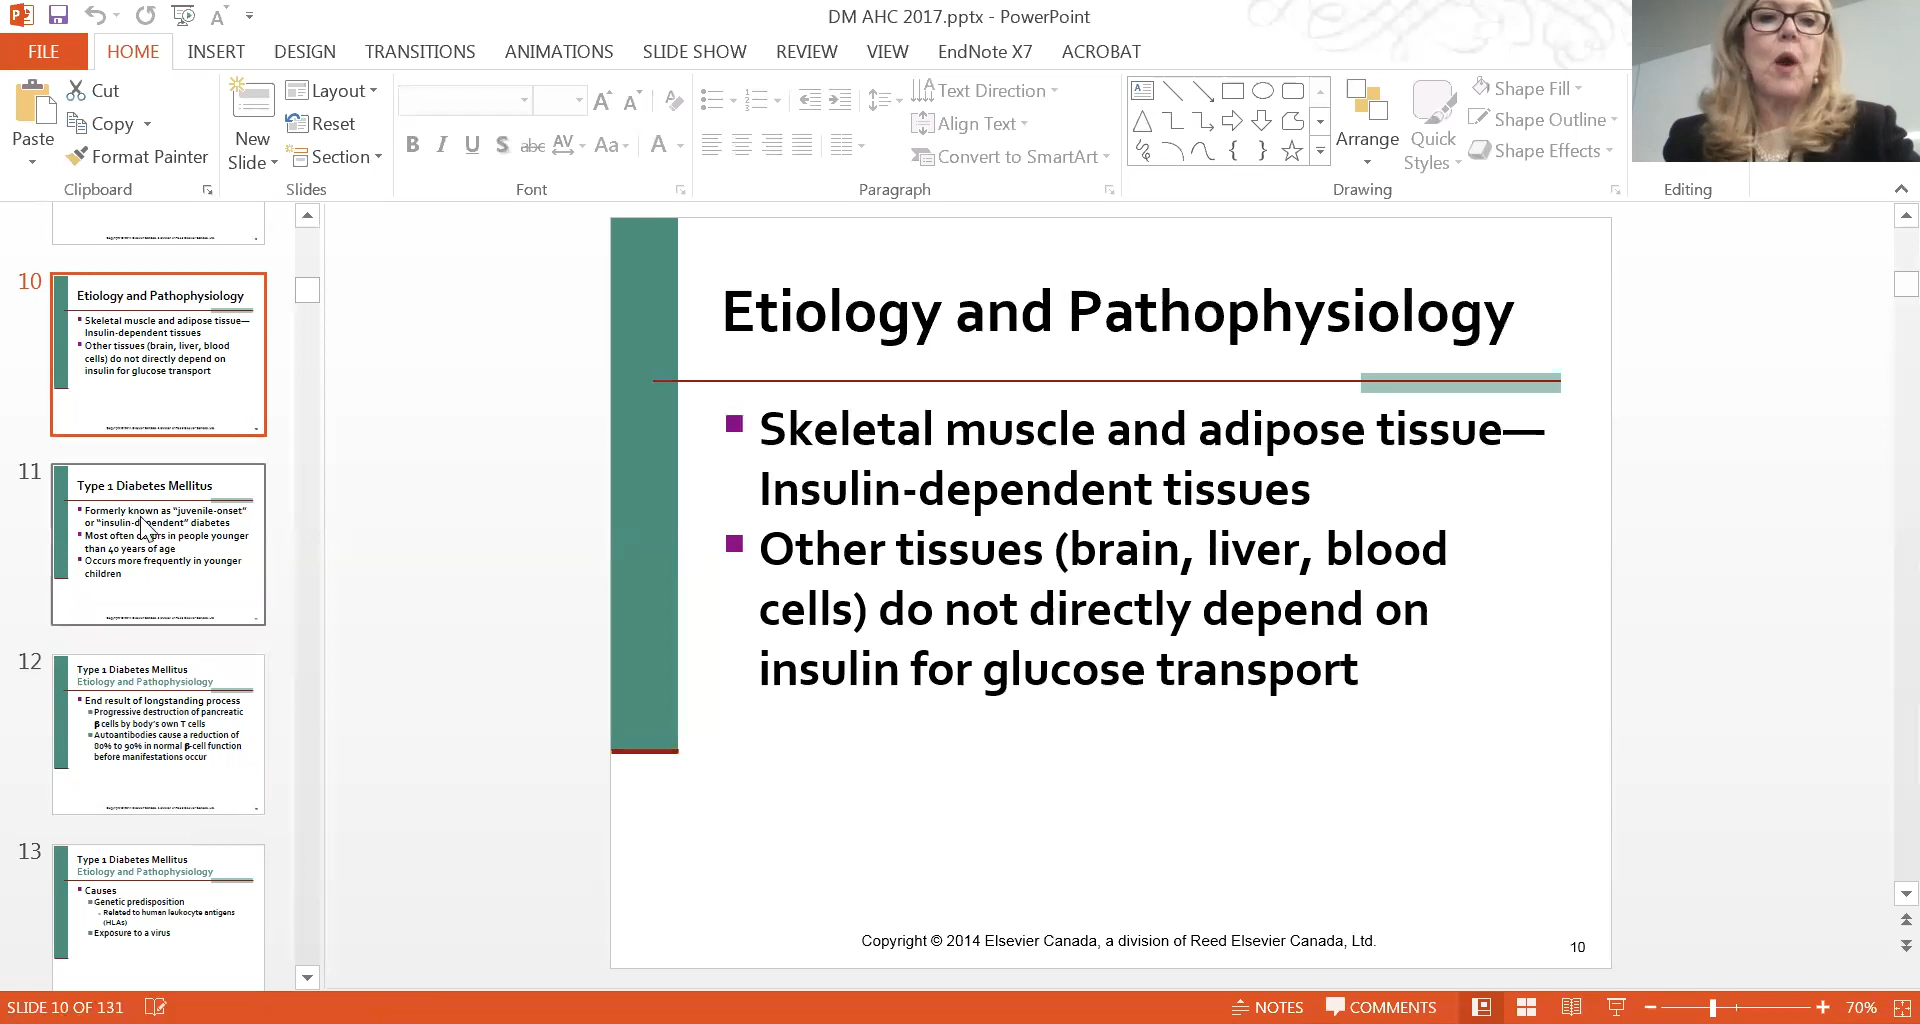 DM AHC 2017.pptx - PowerPoint
FILE
HOME
INSERT
DESIGN
TRANSITIONS
ANIMATIONS
SLIDE SHOW
REVIEW
VIEW
EndNote X7
ACROBAT
Paste
Cut
Copy
Format Painter
Clipboard
New
Slide
Layout
Reset
Section
Slides
B I U S abc AV Aa A
Font
Text Direction
Align Text
Convert to SmartArt
Paragraph
Arrange
Quick
Styles
Shape Fill
Shape Outline
Shape Effects
Drawing
Editing
10
Etiology and Pathophysiology
Skeletal muscle and adipose tissue—
Insulin-dependent tissues
Other tissues (brain, liver, blood
cells) do not directly depend on
insulin for glucose transport
11
Type 1 Diabetes Mellitus
Formerly known as “juvenile-onset”
or “insulin-dependent” diabetes
Most often occurs in people younger
than 40 years of age
Occurs more frequently in younger
children
12
Type 1 Diabetes Mellitus
Etiology and Pathophysiology
End result of longstanding process
Progressive destruction of pancreatic
β cells by body’s own T cells
Autoantibodies cause a reduction of
80% to 90% in normal β-cell function
before manifestations occur
13
Type 1 Diabetes Mellitus
Etiology and Pathophysiology
Causes
Genetic predisposition
Related to human leukocyte antigens
(HLAs)
Exposure to a virus
Etiology and Pathophysiology
Skeletal muscle and adipose tissue—
Insulin-dependent tissues
Other tissues (brain, liver, blood
cells) do not directly depend on
insulin for glucose transport
Copyright © 2014 Elsevier Canada, a division of Reed Elsevier Canada, Ltd.
10
SLIDE 10 OF 131
NOTES
COMMENTS
70%